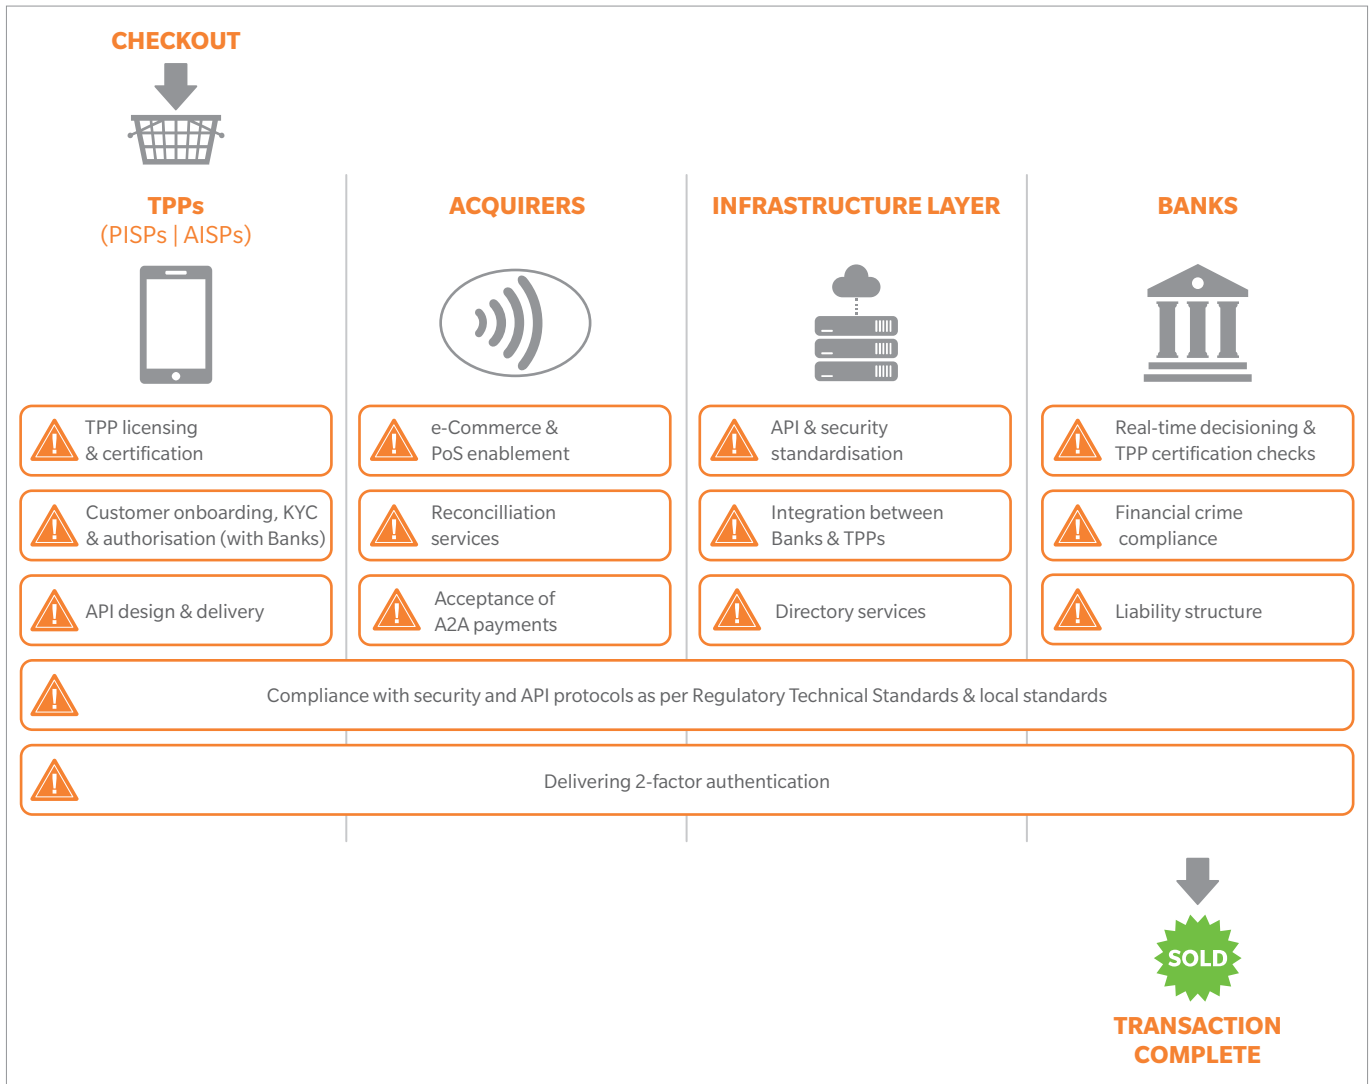 CHECKOUT
TPPs
(PISPs | AISPs)
ACQUIRERS
INFRASTRUCTURE LAYER
BANKS
TPP licensing
& certification
e-Commerce &
PoS enablement
API & security
standardisation
Real-time decisioning &
TPP certification checks
Customer onboarding, KYC
& authorisation (with Banks)
Reconcilliation
services
Integration between
Banks & TPPs
Financial crime
compliance
API design & delivery
Acceptance of
A2A payments
Directory services
Liability structure
Compliance with security and API protocols as per Regulatory Technical Standards & local standards
Delivering 2-factor authentication
SOLD
TRANSACTION
COMPLETE